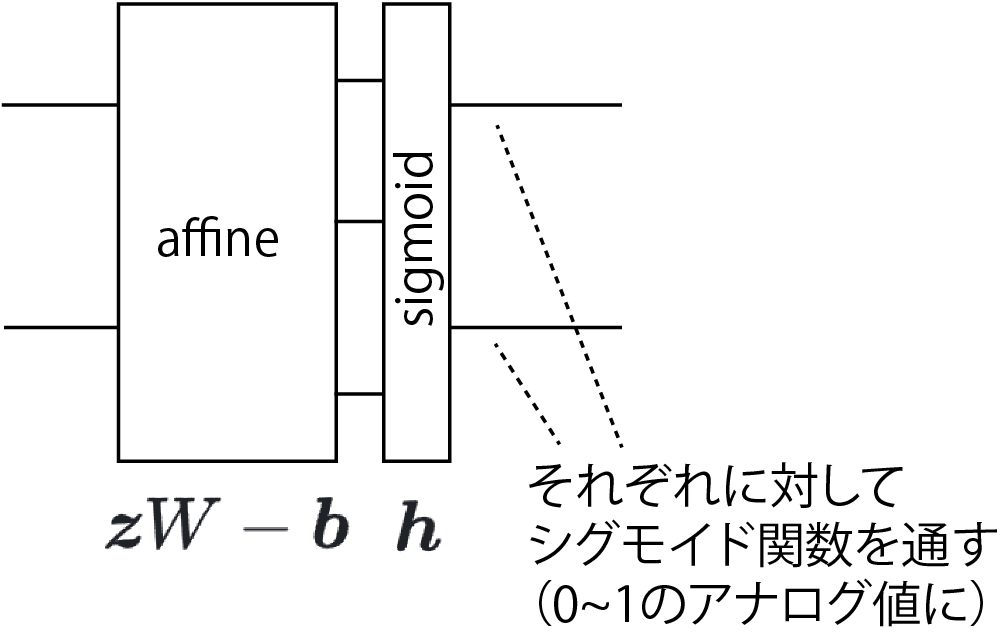 affine
sigmoid
zW − b
h
それぞれに対して
シグモイド関数を通す
（0~1のアナログ値に）